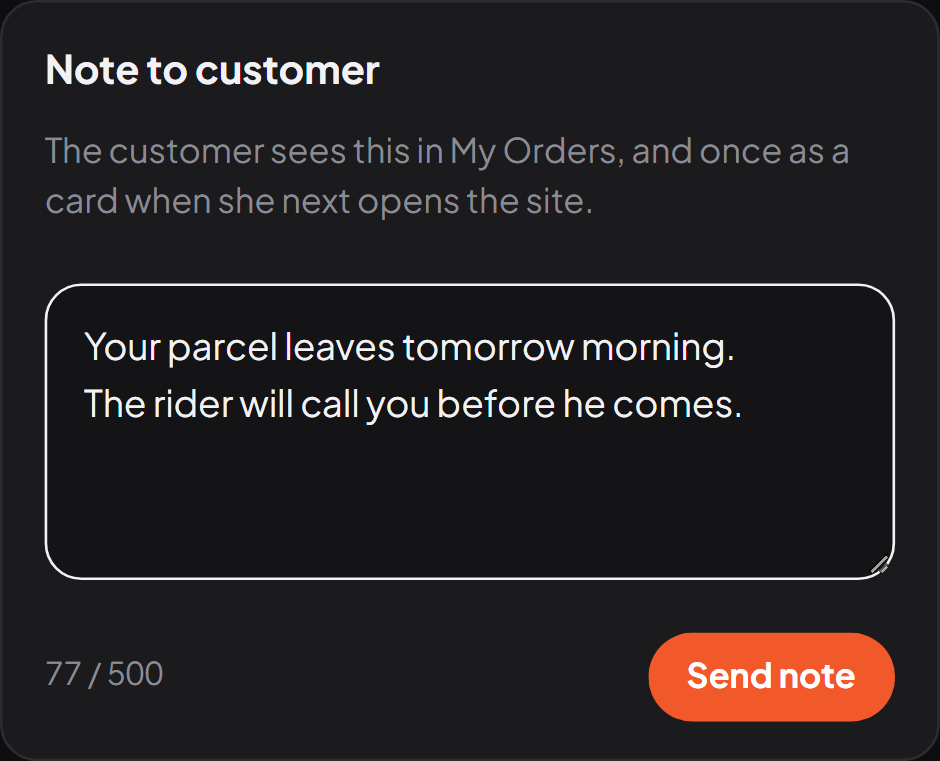 Note to customer
The customer sees this in My Orders, and once as a
card when she next opens the site.
Your parcel leaves tomorrow morning.
The rider will call you before he comes.
77 / 500
Send note